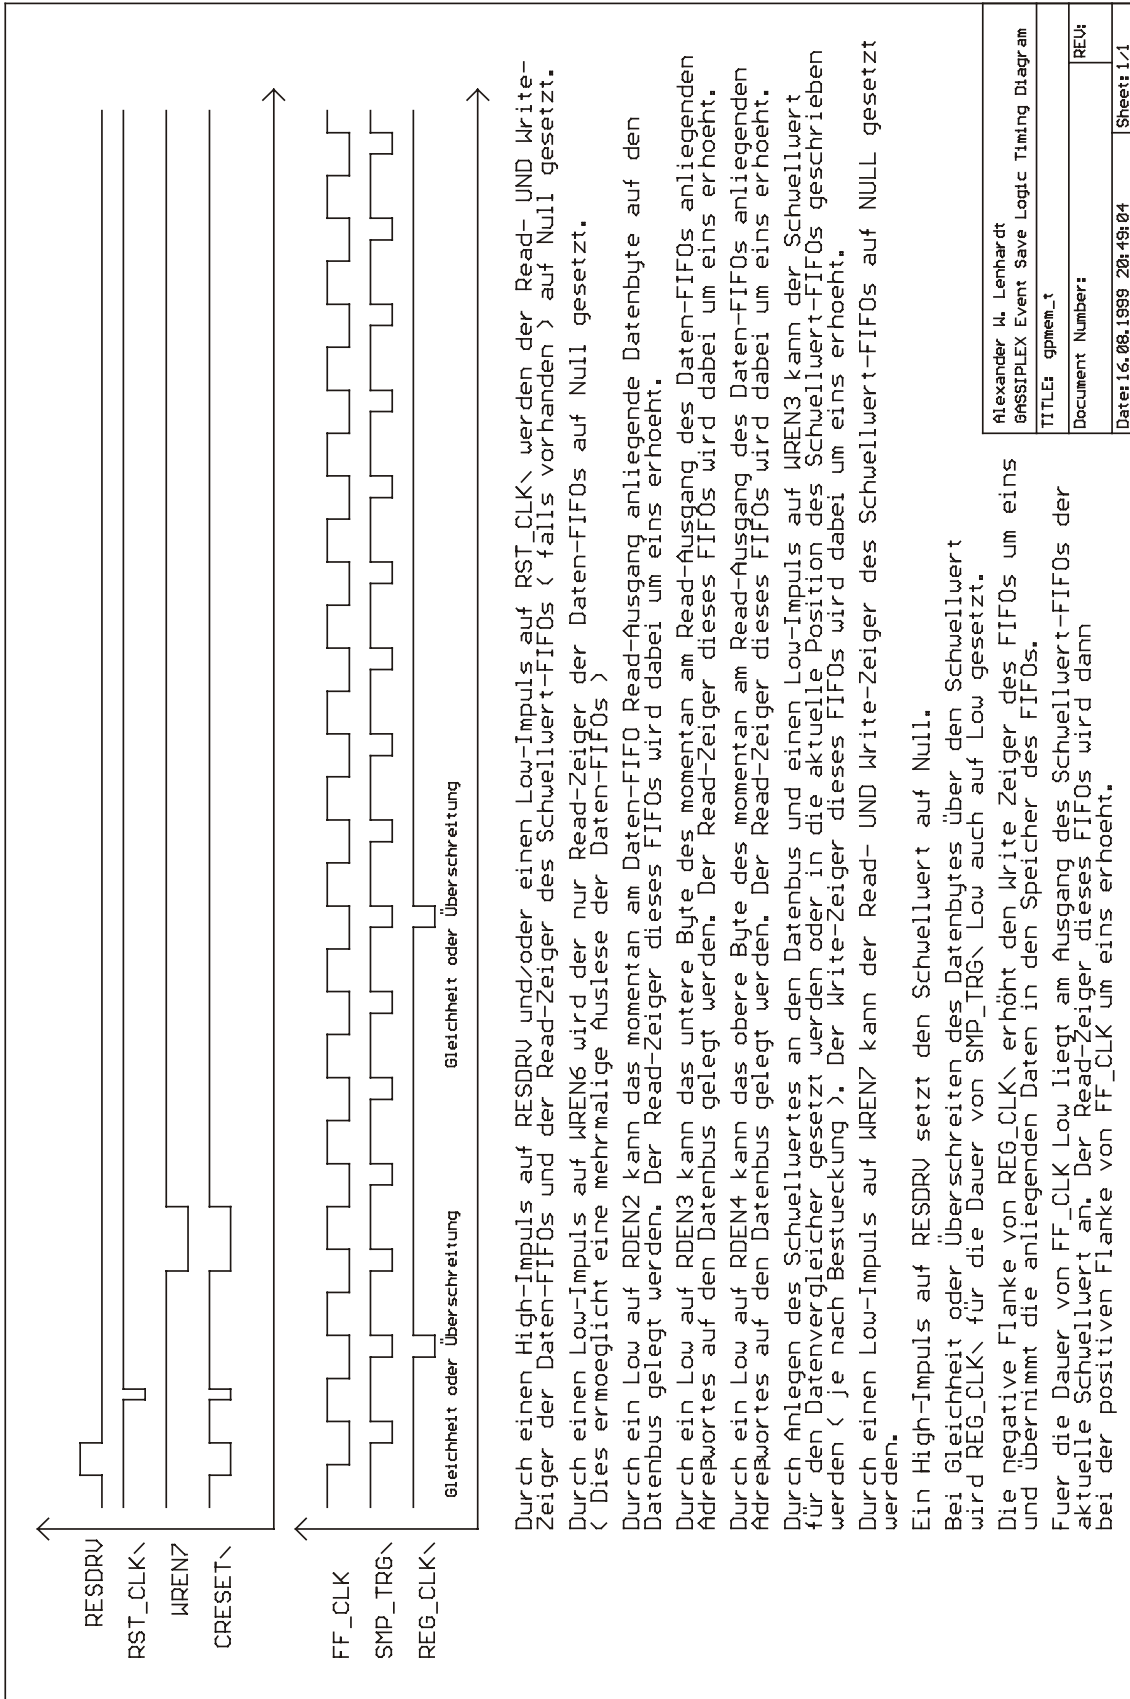 RESDRV
RST_CLK\
WREN7
CRESET\
FF_CLK
SMP_TRG\
REG_CLK\
Gleichheit oder Überschreitung
Gleichheit oder Überschreitung
Durch einen High-Impuls auf RESDRV und/oder einen Low-Impuls auf RST_CLK\ werden der Read- UND Write-
Zeiger der Daten-FIFOs und der Read-Zeiger des Schwellwert-FIFOs ( falls vorhanden ) auf Null gesetzt.
Durch einen Low-Impuls auf WREN6 wird der nur Read-Zeiger der Daten-FIFOs auf Null gesetzt.
( Dies ermoeglicht eine mehrmalige Auslese der Daten-FIFOs )
Durch ein Low auf RDEN2 kann das momentan am Daten-FIFO Read-Ausgang anliegende Datenbyte auf den
Datenbus gelegt werden. Der Read-Zeiger dieses FIFOs wird dabei um eins erhoeht.
Durch ein Low auf RDEN3 kann das untere Byte des momentan am Read-Ausgang des Daten-FIFOs anliegenden
Adreßwortes auf den Datenbus gelegt werden. Der Read-Zeiger dieses FIFOs wird dabei um eins erhoeht.
Durch ein Low auf RDEN4 kann das obere Byte des momentan am Read-Ausgang des Daten-FIFOs anliegenden
Adreßwortes auf den Datenbus gelegt werden. Der Read-Zeiger dieses FIFOs wird dabei um eins erhoeht.
Durch Anlegen des Schwellwertes an den Datenbus und einen Low-Impuls auf WREN3 kann der Schwellwert
für den Datenvergleicher gesetzt werden oder in die aktuelle Position des Schwellwert-FIFOs geschrieben
werden ( je nach Bestueckung ). Der Write-Zeiger dieses FIFOs wird dabei um eins erhoeht.
Durch einen Low-Impuls auf WREN7 kann der Read- UND Write-Zeiger des Schwellwert-FIFOs auf NULL gesetzt
werden.
Ein High-Impuls auf RESDRV setzt den Schwellwert auf Null.
Bei Gleichheit oder Überschreiten des Datenbytes über den Schwellwert
wird REG_CLK\ für die Dauer von SMP_TRG\ Low auch auf Low gesetzt.
Die negative Flanke von REG_CLK\ erhöht den Write Zeiger des FIFOs um eins
und übernimmt die anliegenden Daten in den Speicher des FIFOs.
Fuer die Dauer von FF_CLK Low liegt am Ausgang des Schwellwert-FIFOs der
aktuelle Schwellwert an. Der Read-Zeiger dieses FIFOs wird dann
bei der positiven Flanke von FF_CLK um eins erhoeht.
Alexander W. Lenhardt
GASSIPLEX Event Save Logic Timing Diagram
TITLE: gpmem_t
Document Number:
REV:
Date: 16.08.1999 20:49:04
Sheet: 1/1